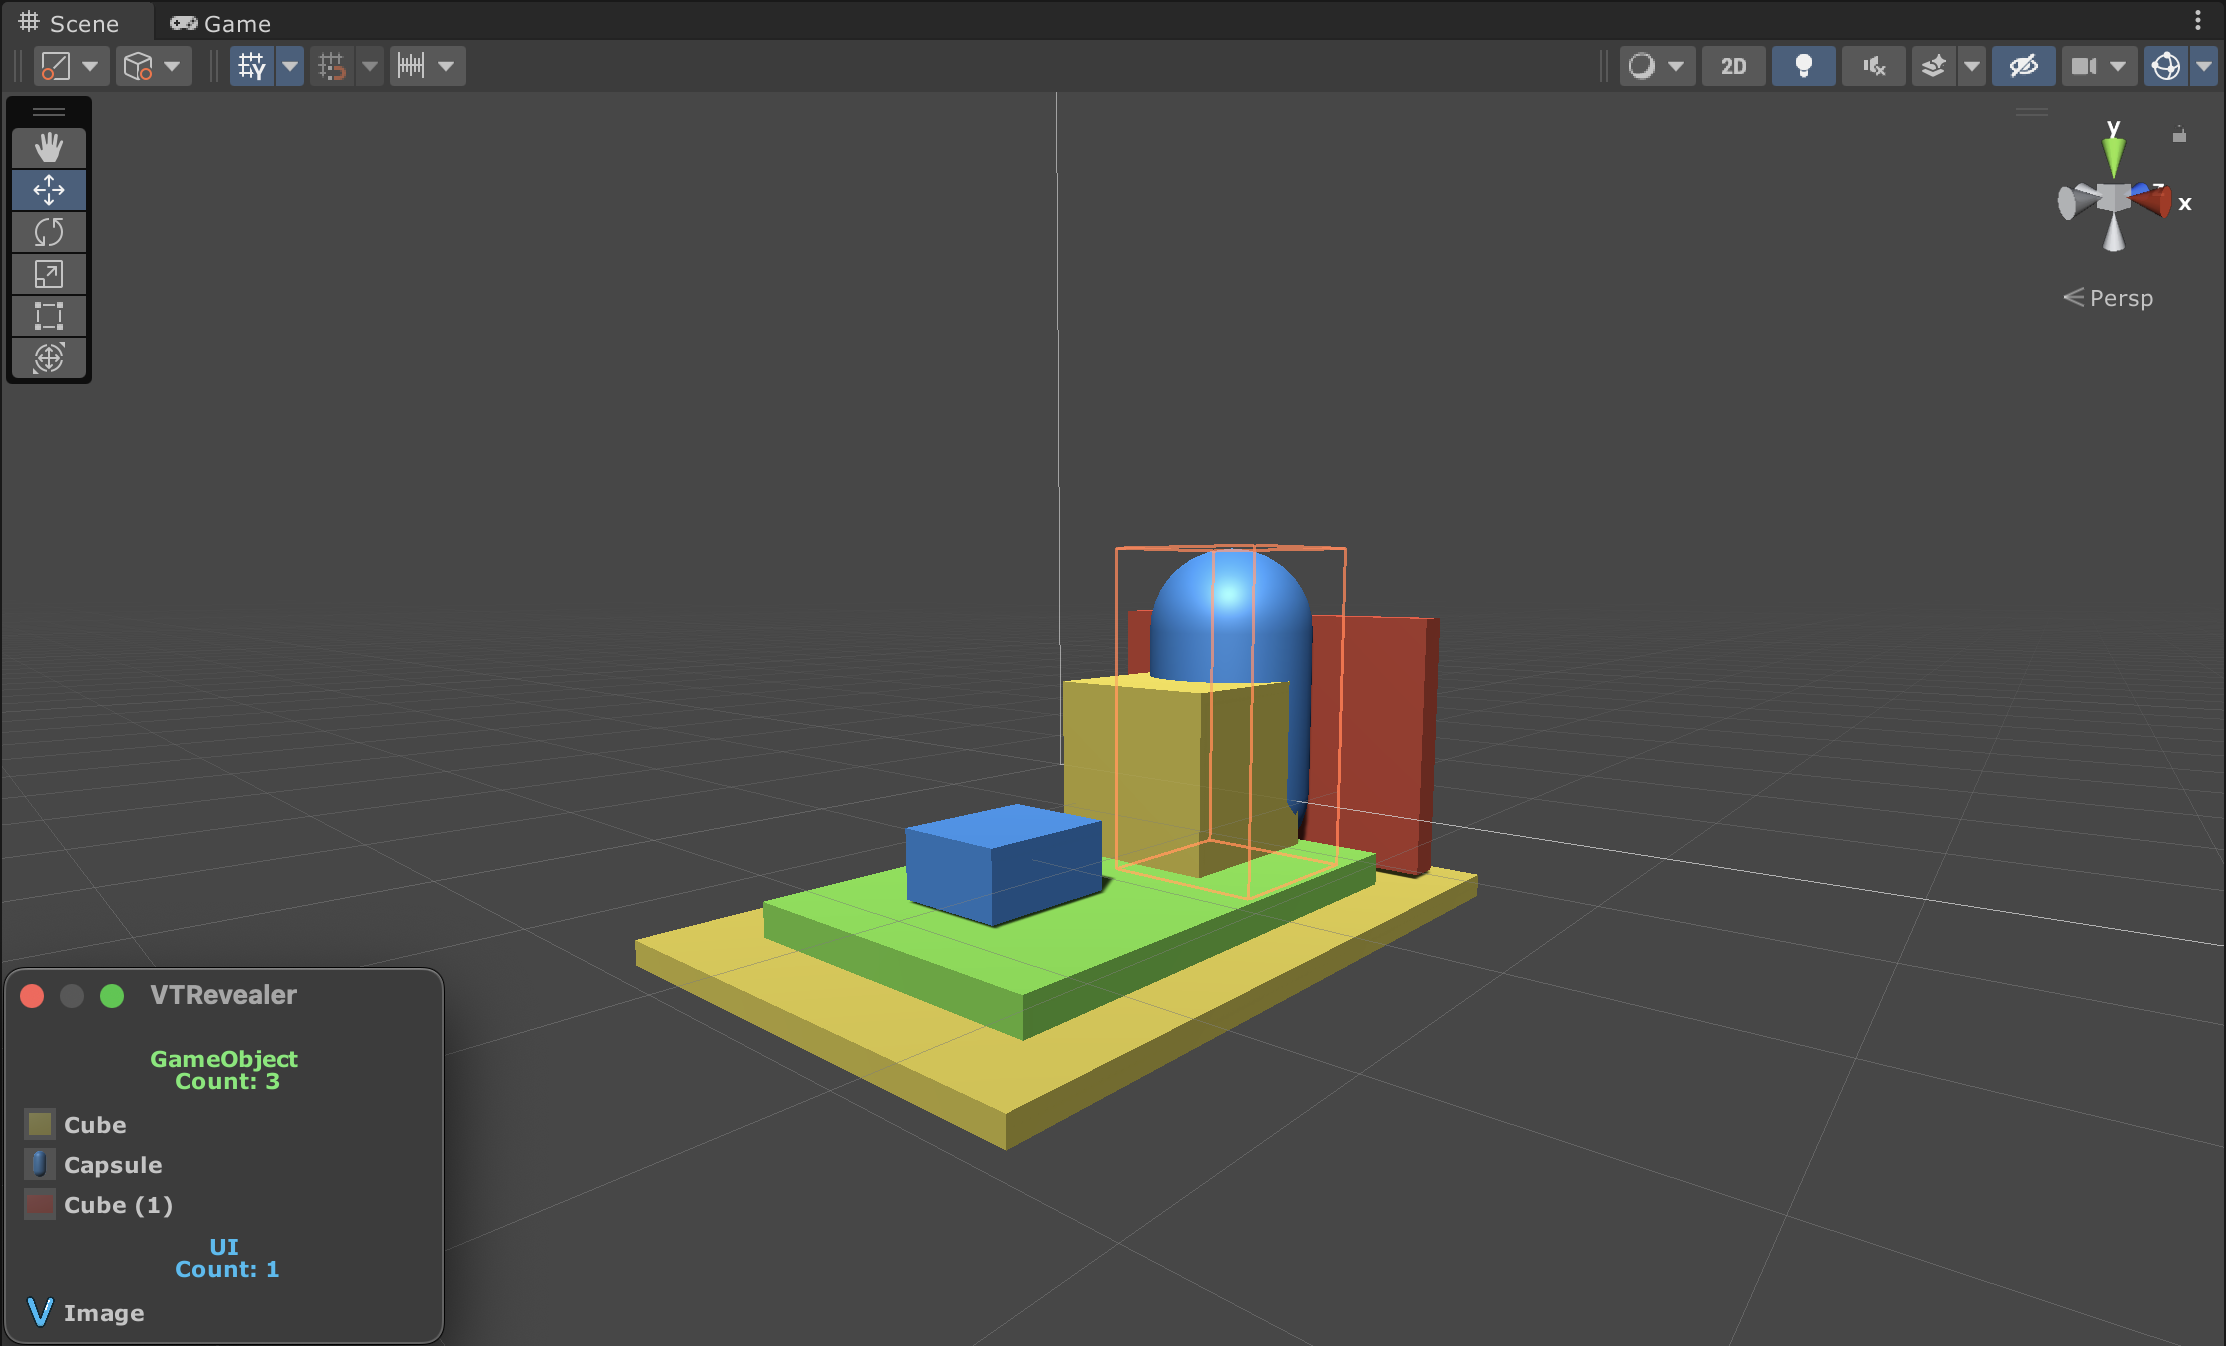 Scene
Game
2D
y
z
x
Persp
VTRevealer
GameObject
Count: 3
Cube
Capsule
Cube (1)
UI
Count: 1
Image